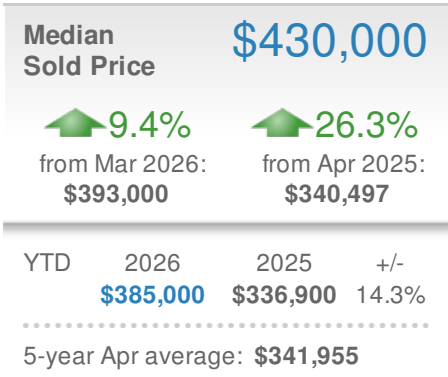 Median
Sold Price
$430,000
9.4%
from Mar 2026:
$393,000
26.3%
from Apr 2025:
$340,497
YTD 2026 2025 +/-
$385,000 $336,900 14.3%
5-year Apr average: $341,955